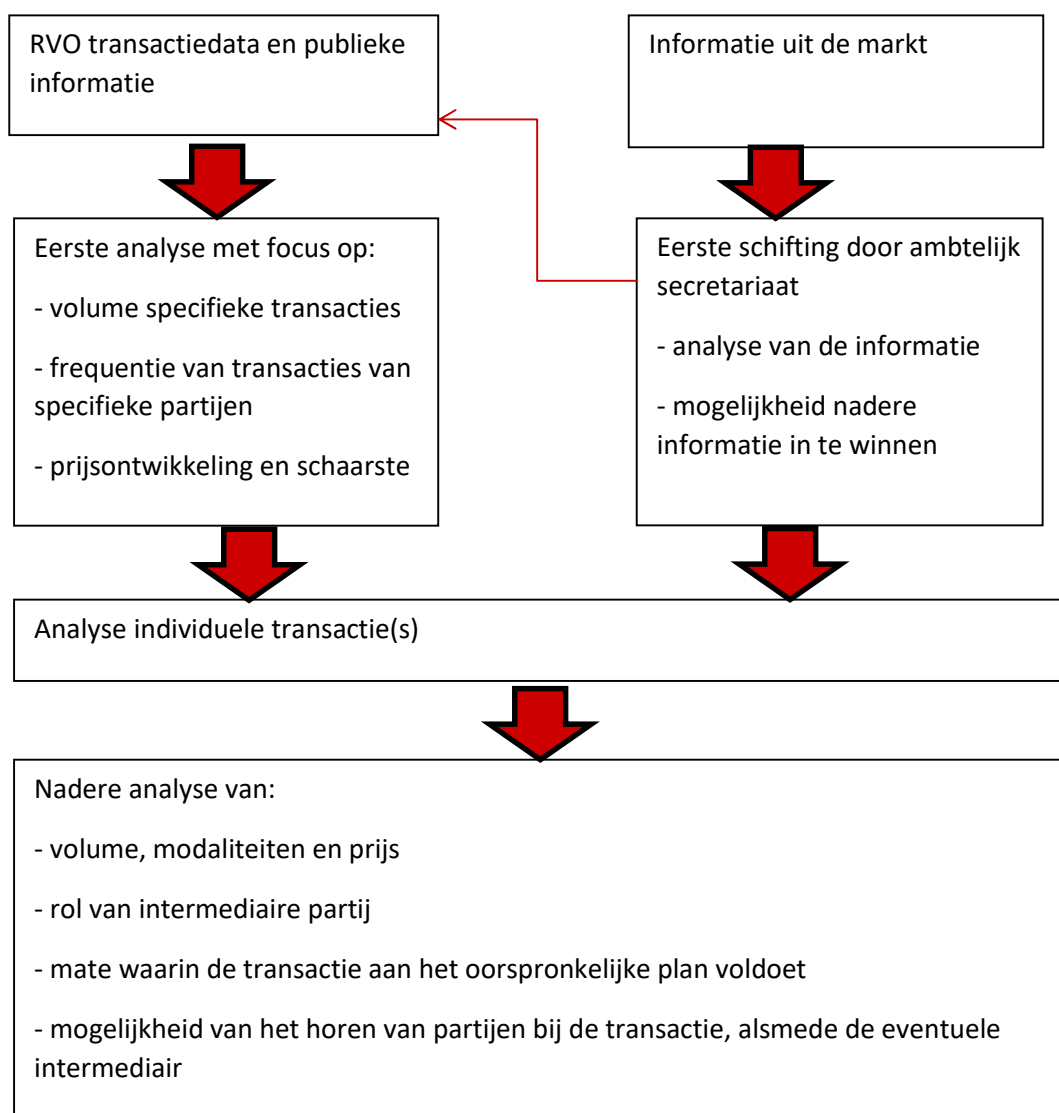 RVO transactiedata en publieke
informatie
Informatie uit de markt
Eerste analyse met focus op:
- volume specifieke transacties
- frequentie van transacties van
specifieke partijen
- prijsontwikkeling en schaarste
Eerste schifting door ambtelijk
secretariaat
- analyse van de informatie
- mogelijkheid nadere
informatie in te winnen
Analyse individuele transactie(s)
Nadere analyse van:
- volume, modaliteiten en prijs
- rol van intermediaire partij
- mate waarin de transactie aan het oorspronkelijke plan voldoet
- mogelijkheid van het horen van partijen bij de transactie, alsmede de eventuele
intermediair